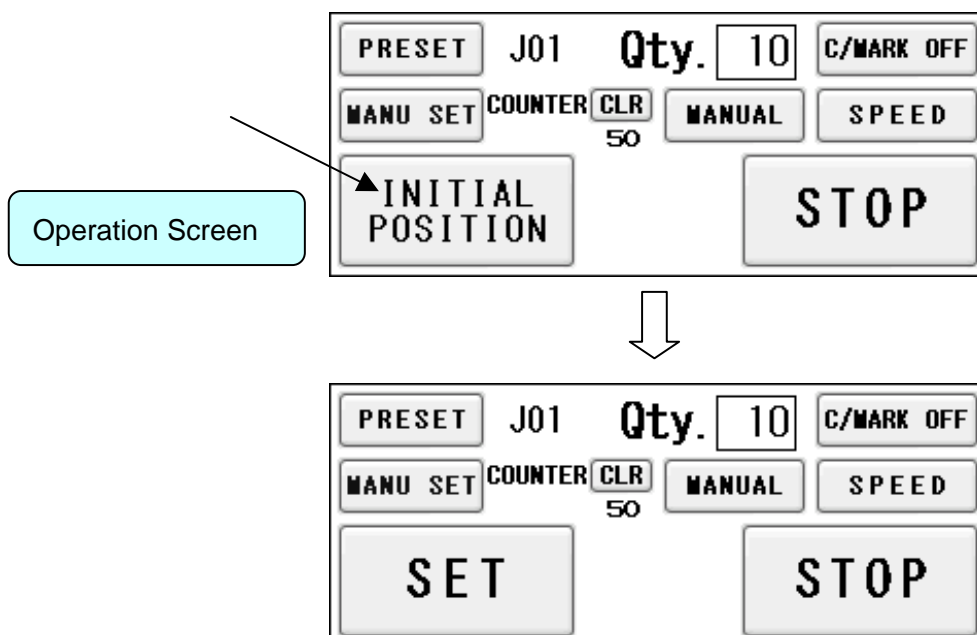 PRESET J01 Qty. 10 C/MARK OFF
MANU SET COUNTER CLR MANUAL SPEED
50
INITIAL
POSITION
STOP
Operation Screen
PRESET J01 Qty. 10 C/MARK OFF
MANU SET COUNTER CLR MANUAL SPEED
50
SET STOP